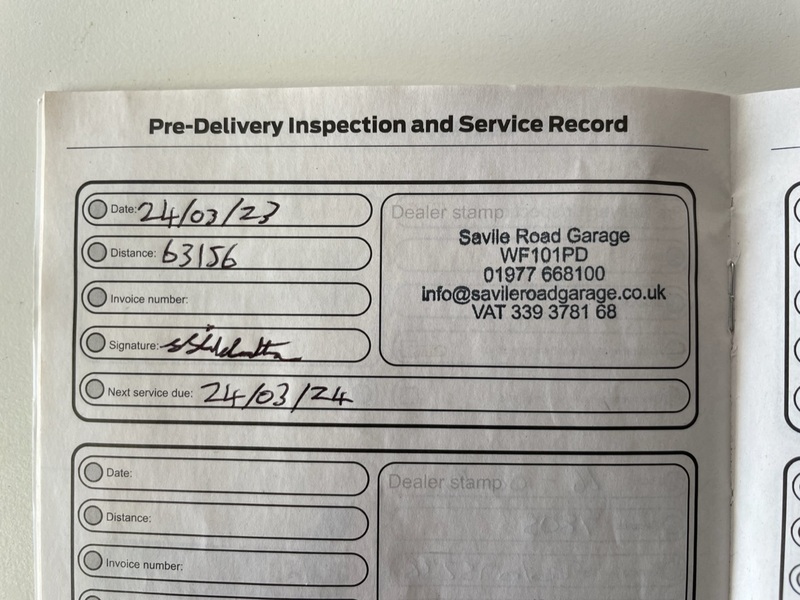 Pre-Delivery Inspection and Service Record
Date: 24/03/23
Distance: 63156
Invoice number:
Signature:
Next service due: 24/03/24
Dealer stamp
Savile Road Garage
WF101PD
01977 668100
info@savileroadgarage.co.uk
VAT 339 3781 68
Date:
Distance:
Invoice number:
Dealer stamp